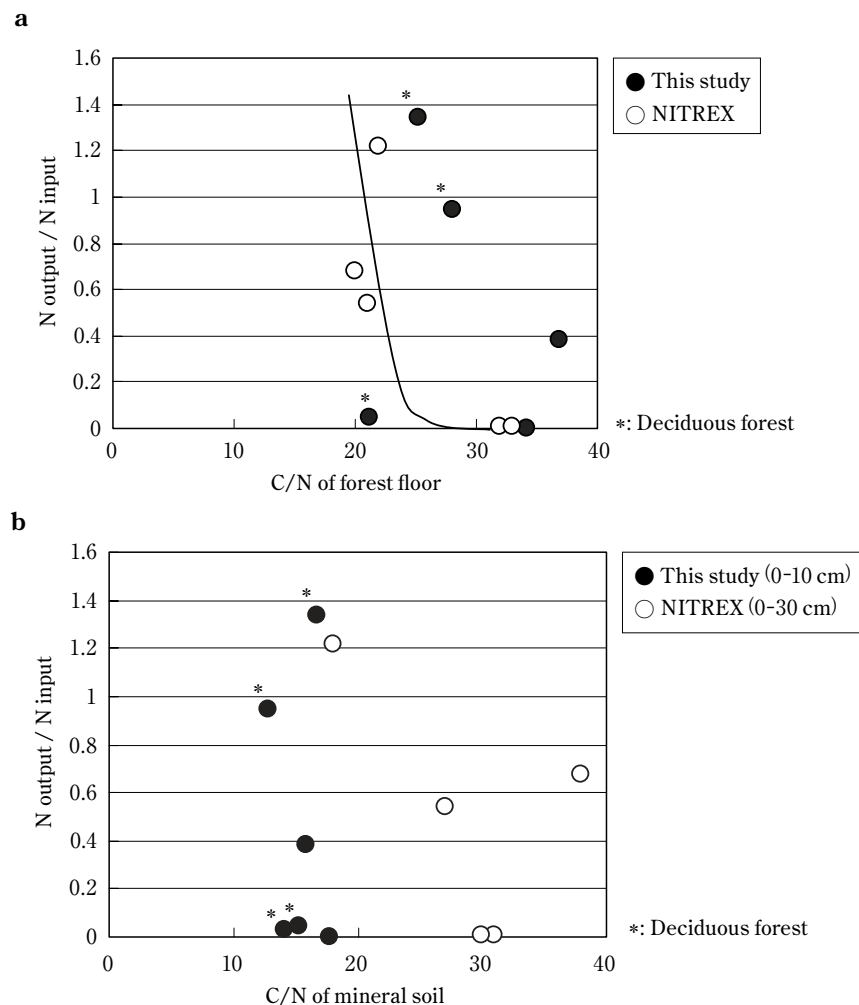 a
1.6
1.4
1.2
1
0.8
0.6
0.4
0.2
0
N output / N input
*
*
*
0
10
20
30
40
C/N of forest floor
This study
NITREX
*: Deciduous forest
b
1.6
1.4
1.2
1
0.8
0.6
0.4
0.2
0
N output / N input
*
*
*
*
0
10
20
30
40
C/N of mineral soil
This study (0-10 cm)
NITREX (0-30 cm)
*: Deciduous forest